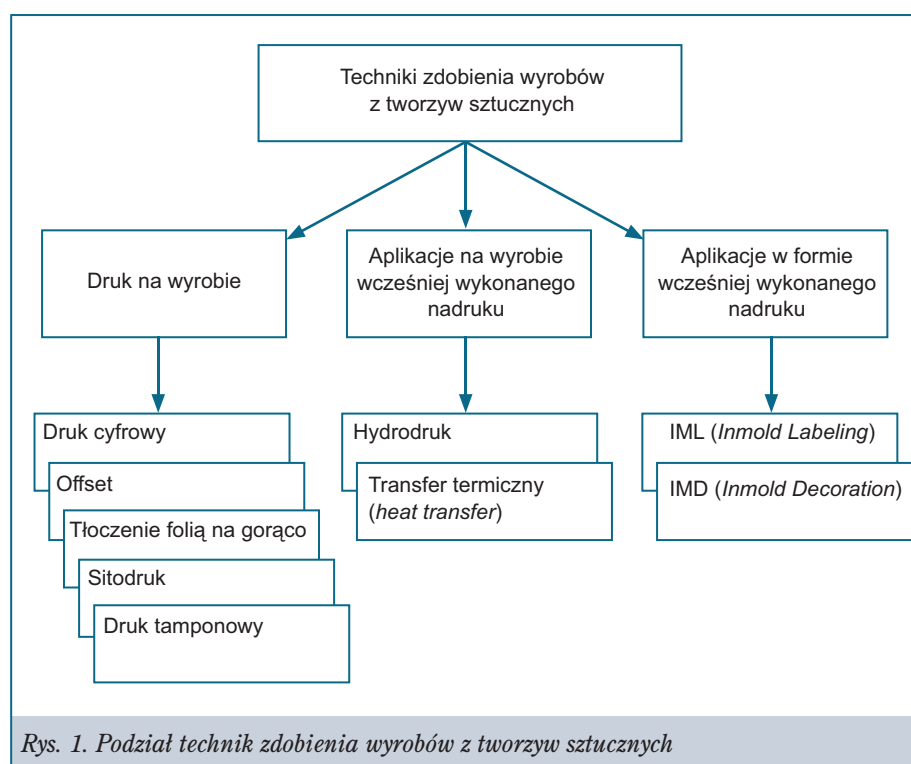 Techniki zdobienia wyrobów
z tworzyw sztucznych
Druk na wyrobie
Aplikacje na wyrobie
wcześniej wykonanego
nadruku
Aplikacje w formie
wcześniej wykonanego
nadruku
Druk cyfrowy
Offset
Tłoczenie folią na gorąco
Sitodruk
Druk tamponowy
Hydrodruk
Transfer termiczny
(heat transfer)
IML (Inmold Labeling)
IMD (Inmold Decoration)
Rys. 1. Podział technik zdobienia wyrobów z tworzyw sztucznych